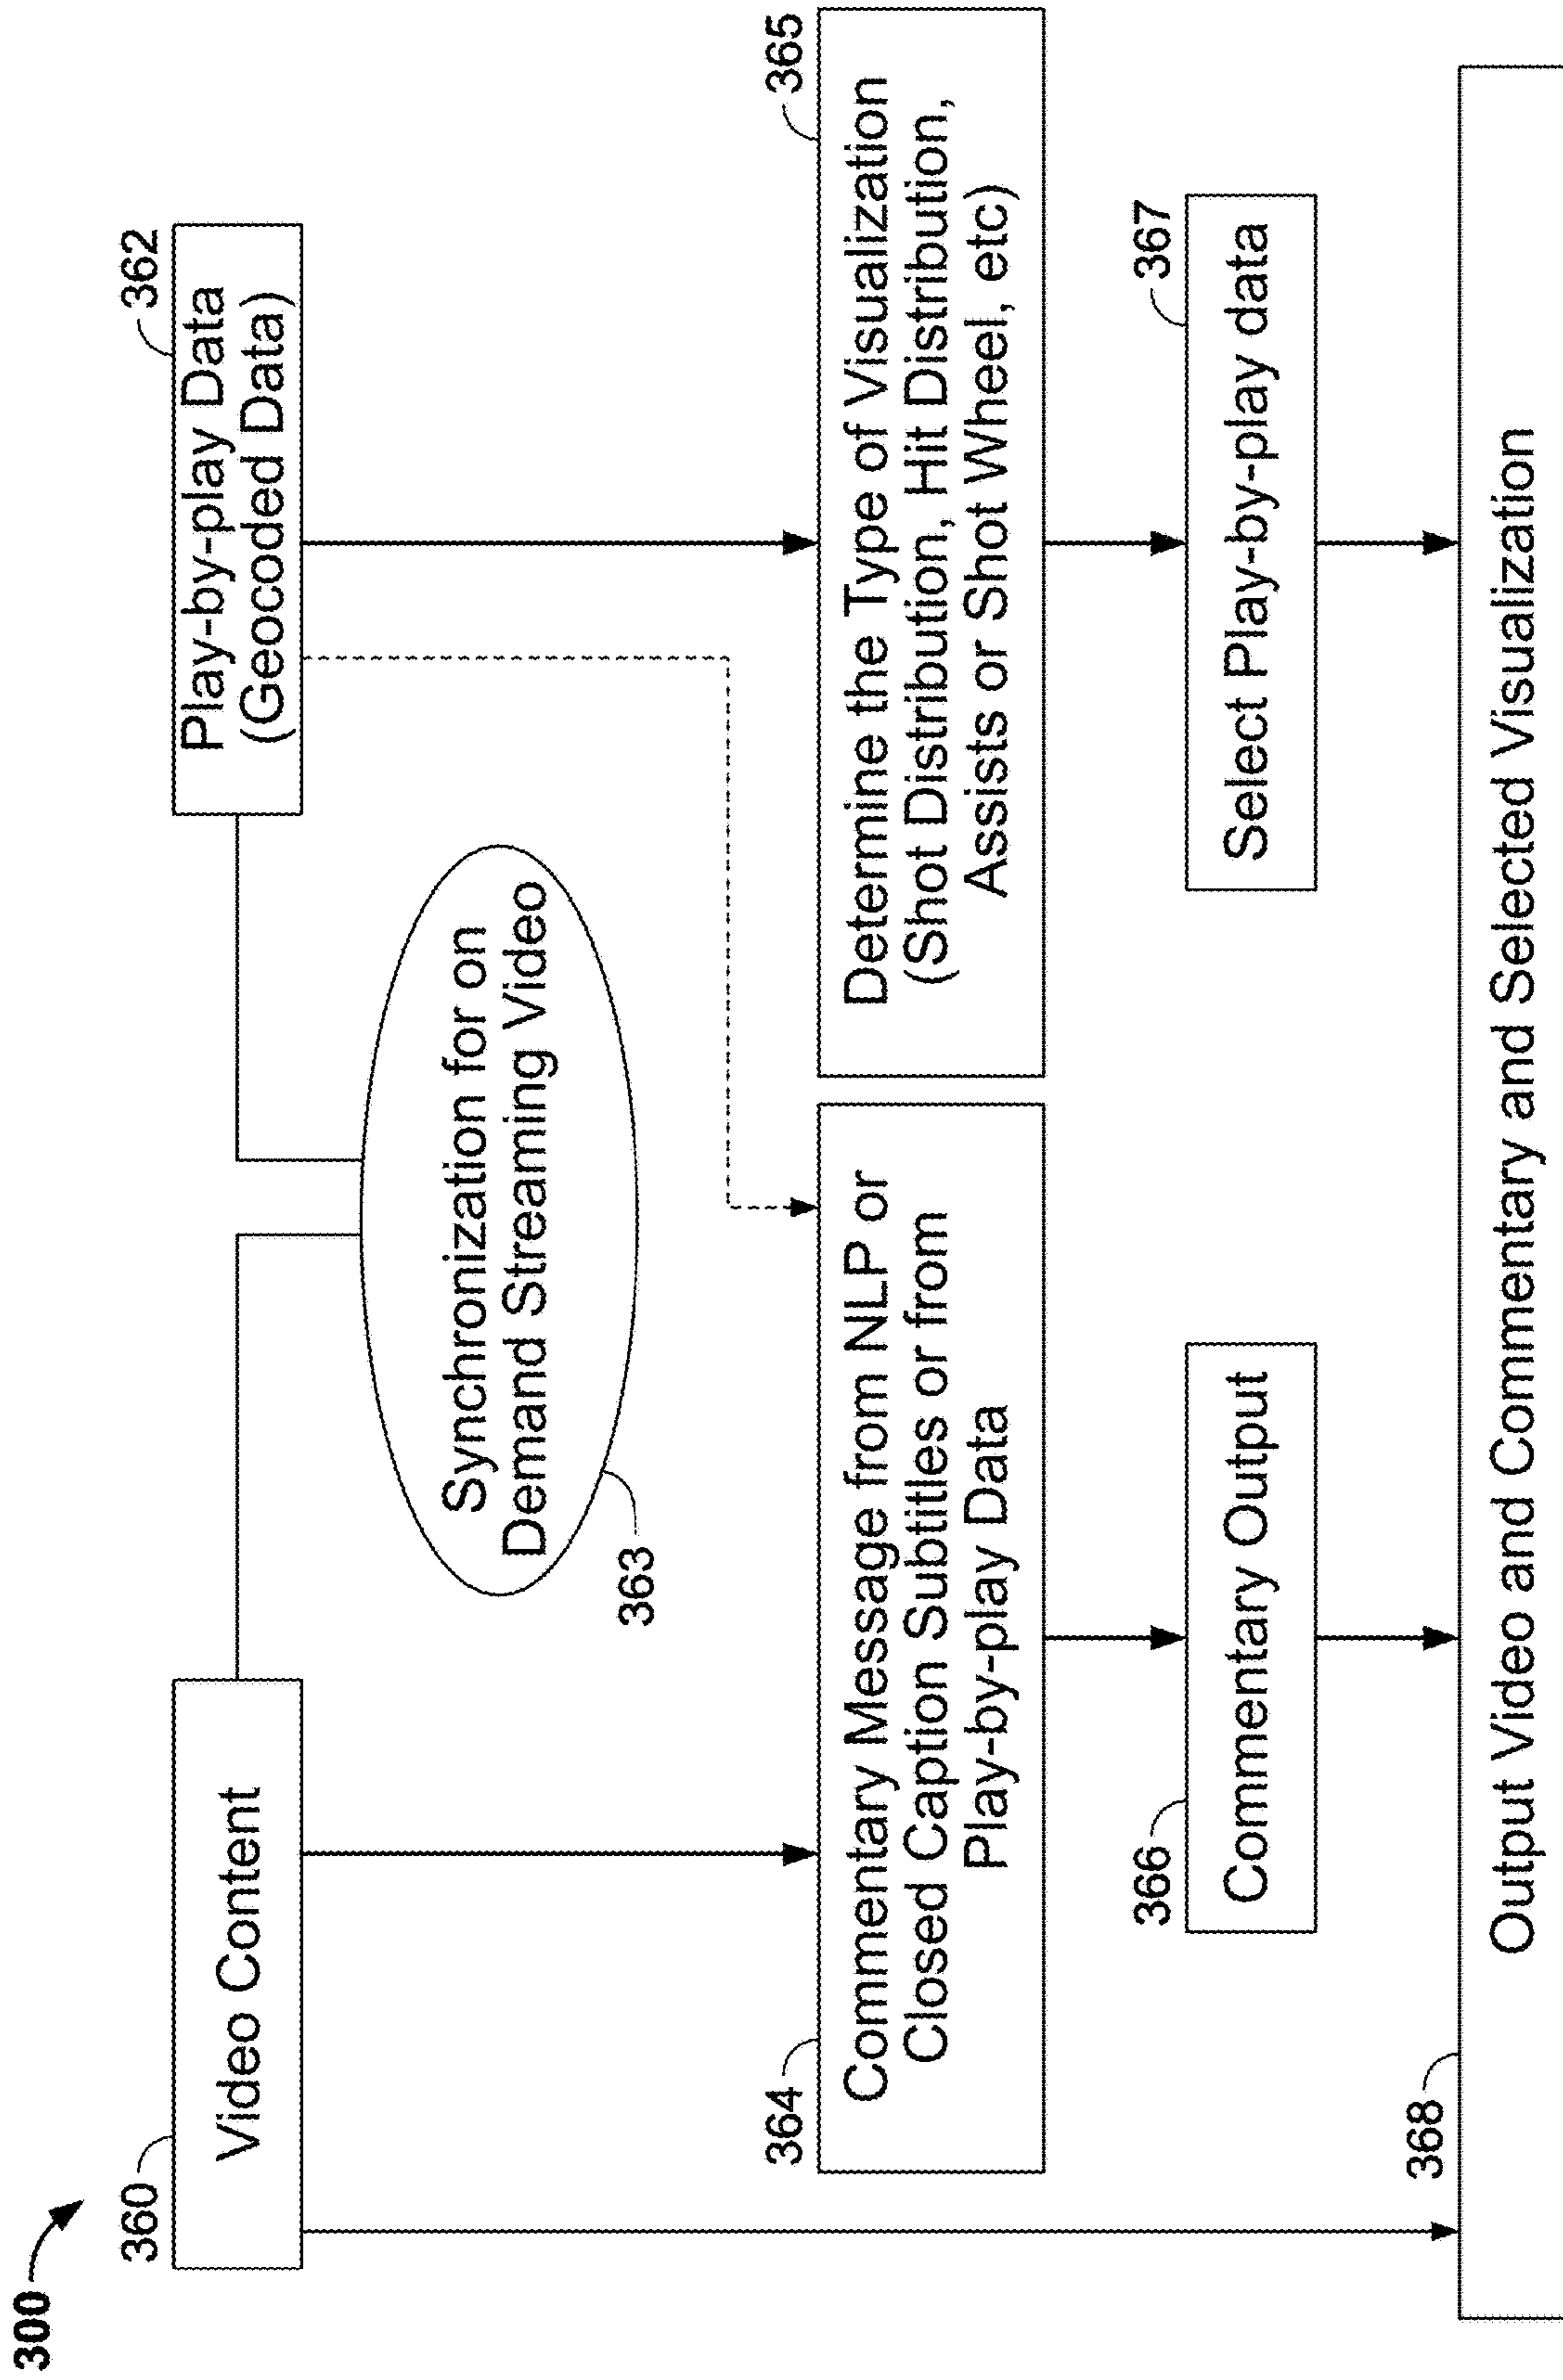 300
360
Video Content
362
Play-by-play Data
(Geocoded Data)
Synchronization for on
Demand Streaming Video
363
364
Commentary Message from NLP or
Closed Caption Subtitles or from
Play-by-play Data
365
Determine the Type of Visualization
(Shot Distribution, Hit Distribution,
Assists or Shot Wheel, etc)
366
Commentary Output
367
Select Play-by-play data
368
Output Video and Commentary and Selected Visualization